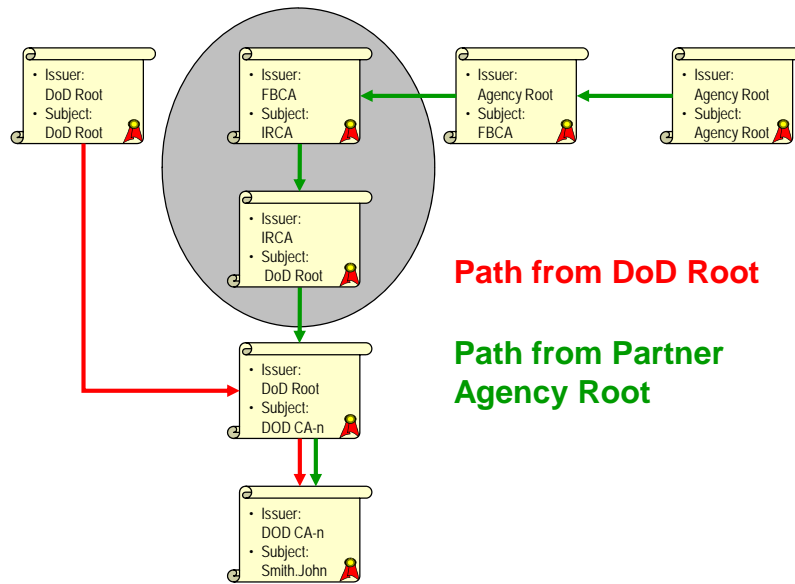 • Issuer:
DoD Root
• Subject:
DoD Root
• Issuer:
FBCA
• Subject:
IRCA
• Issuer:
Agency Root
• Subject:
FBCA
• Issuer:
Agency Root
• Subject:
Agency Root
• Issuer:
IRCA
• Subject:
DoD Root
Path from DoD Root
Path from Partner
Agency Root
• Issuer:
DoD Root
• Subject:
DOD CA-n
• Issuer:
DOD CA-n
• Subject:
Smith.John